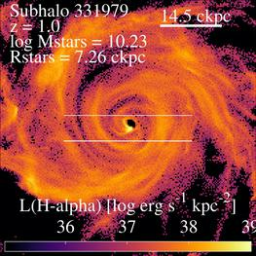 Subhalo 331979
14.5 ckpc
z = 1.0
log Mstars = 10.23
Rstars = 7.26 ckpc
L(H-alpha) [log erg s⁻¹ kpc⁻²]
36 37 38 39